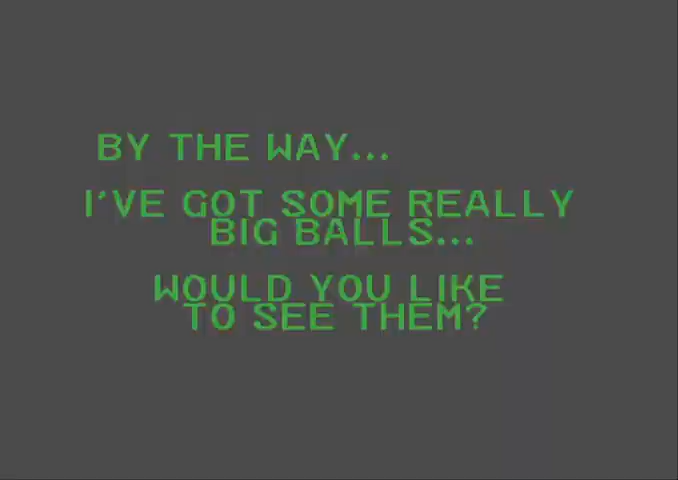 BY THE WAY...
I'VE GOT SOME REALLY
BIG BALLS...
WOULD YOU LIKE
TO SEE THEM?